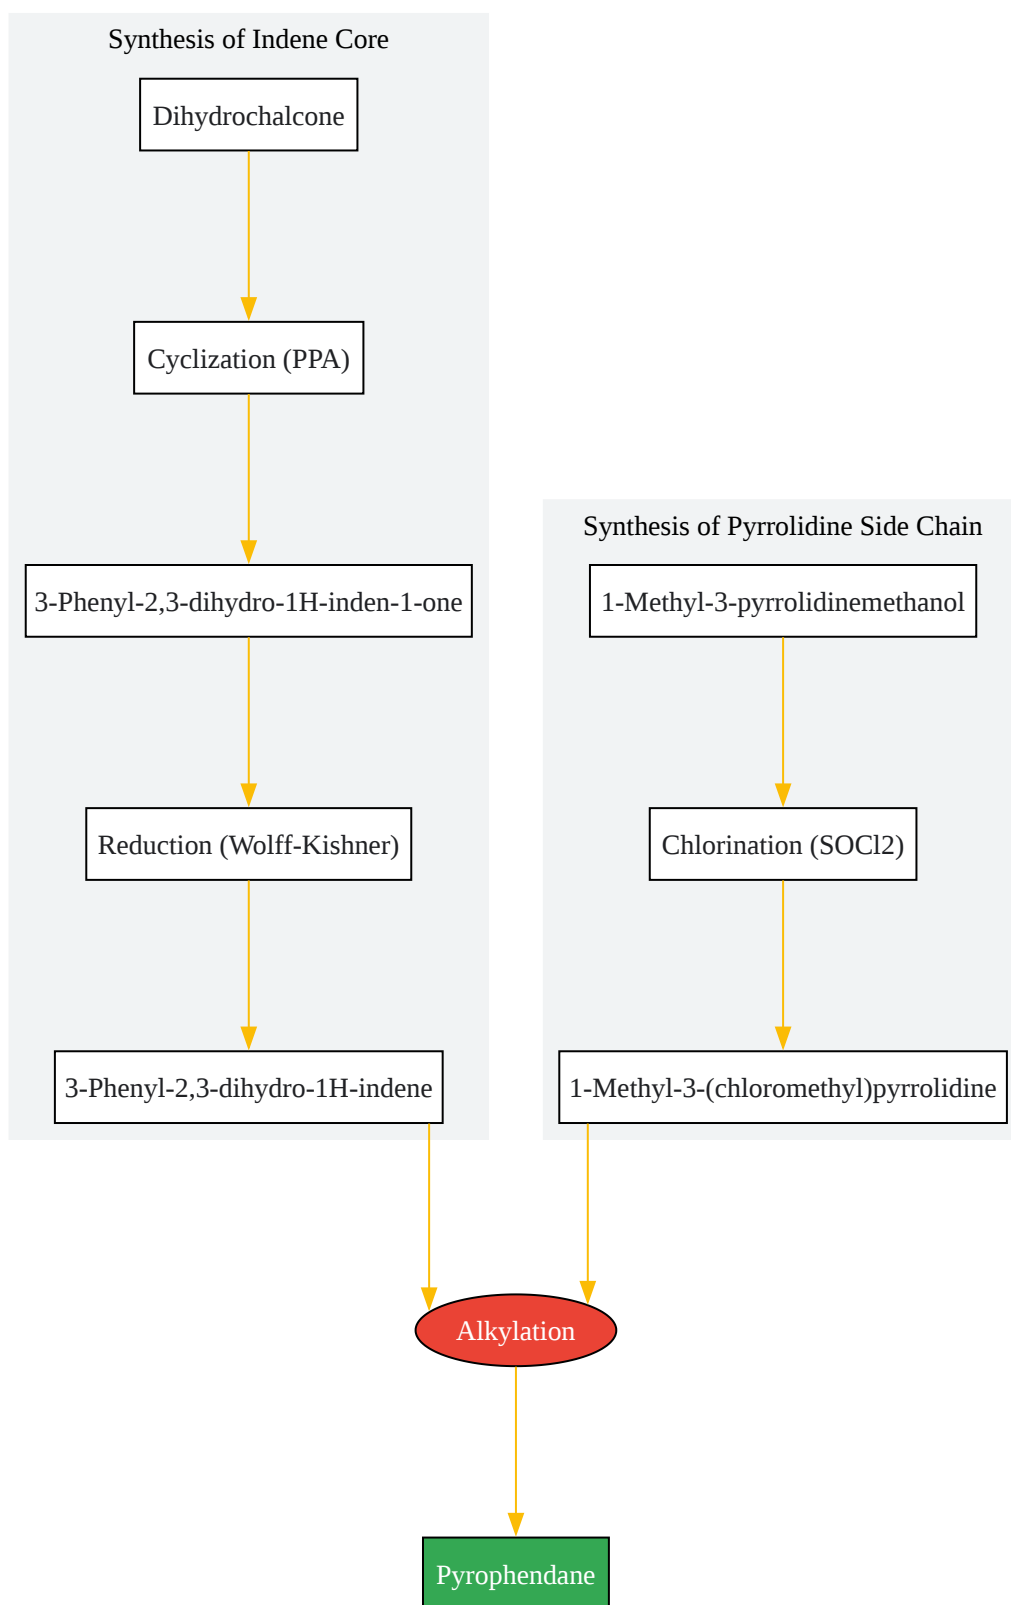 Synthesis of Indene Core
Dihydrochalcone
Cyclization (PPA)
3-Phenyl-2,3-dihydro-1H-inden-1-one
Reduction (Wolff-Kishner)
3-Phenyl-2,3-dihydro-1H-indene
Synthesis of Pyrrolidine Side Chain
1-Methyl-3-pyrrolidinemethanol
Chlorination (SOCl2)
1-Methyl-3-(chloromethyl)pyrrolidine
Alkylation
Pyrophendane